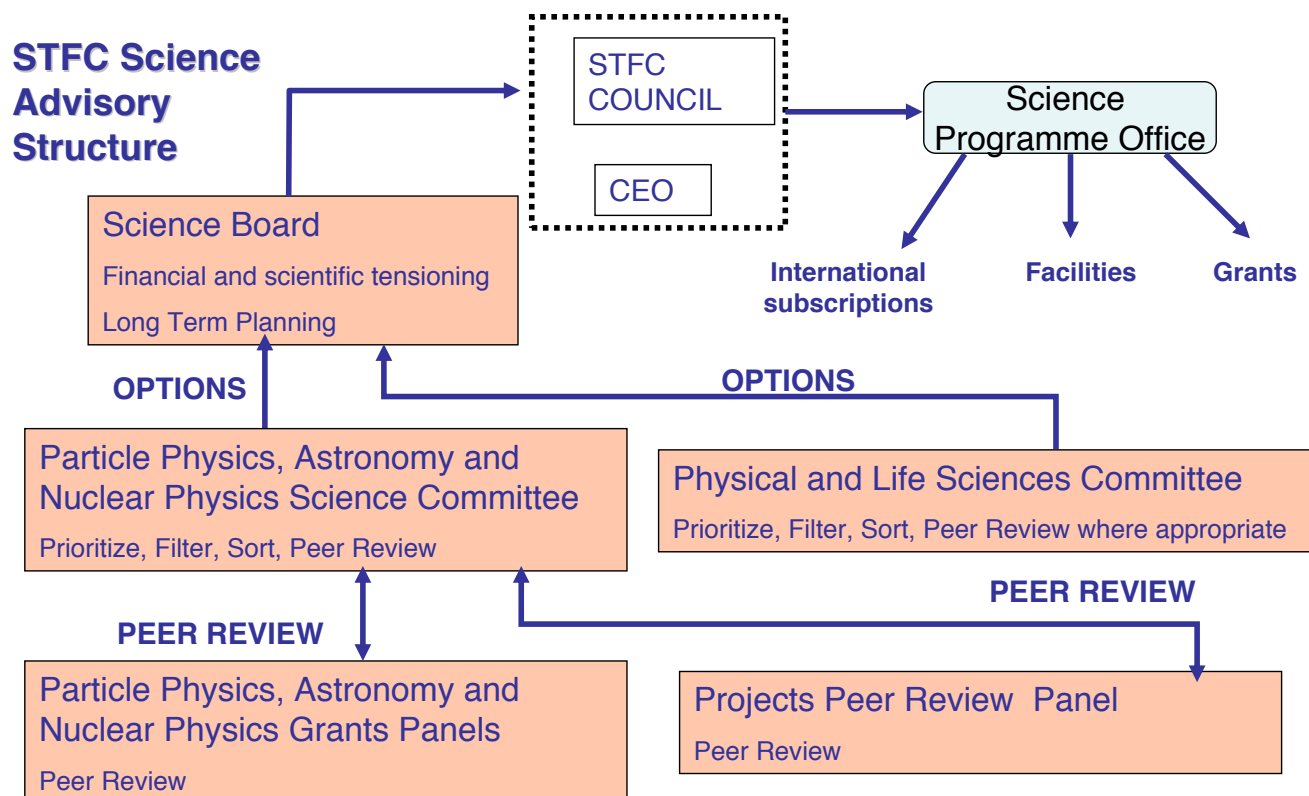 STFC Science
Advisory
Structure
STFC
COUNCIL
CEO
Science
Programme Office
International
subscriptions
Facilities
Grants
Science Board
Financial and scientific tensioning
Long Term Planning
OPTIONS
OPTIONS
Particle Physics, Astronomy and
Nuclear Physics Science Committee
Prioritize, Filter, Sort, Peer Review
Physical and Life Sciences Committee
Prioritize, Filter, Sort, Peer Review where appropriate
PEER REVIEW
PEER REVIEW
Particle Physics, Astronomy and
Nuclear Physics Grants Panels
Peer Review
Projects Peer Review Panel
Peer Review